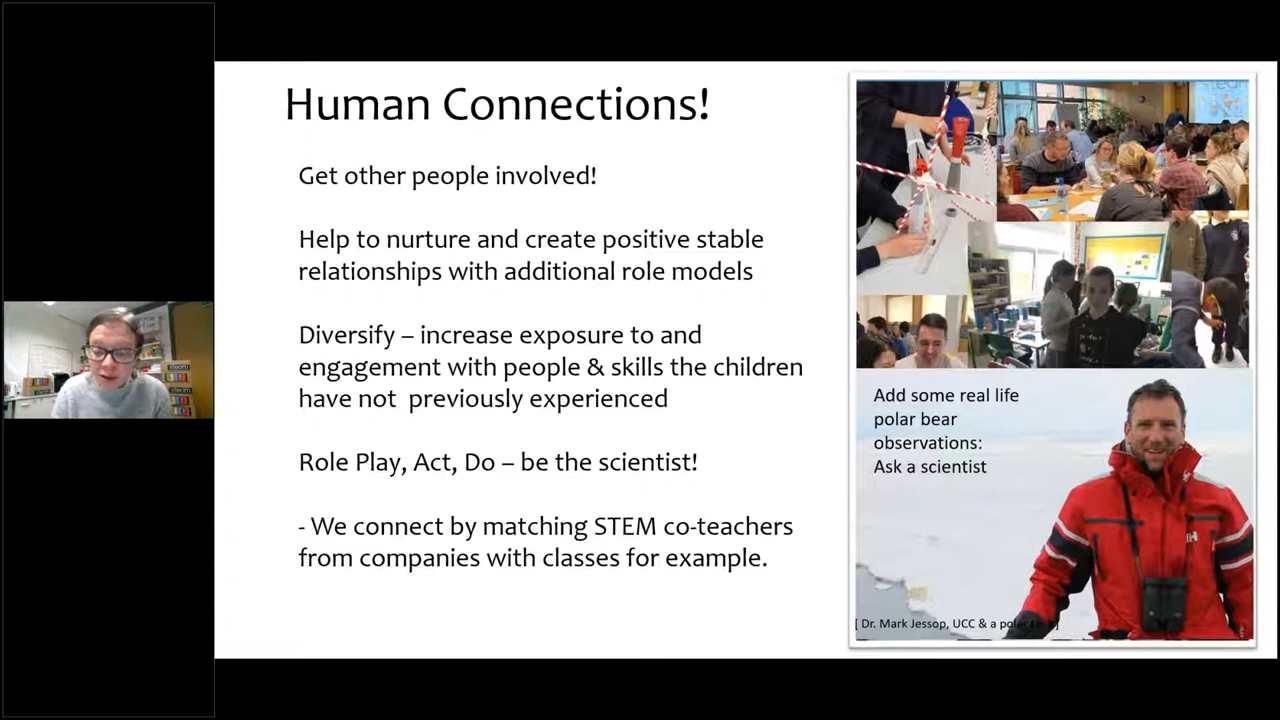 Human Connections!
Get other people involved!
Help to nurture and create positive stable
relationships with additional role models
Diversify – increase exposure to and
engagement with people & skills the children
have not  previously experienced
Role Play, Act, Do – be the scientist!
- We connect by matching STEM co-teachers
from companies with classes for example.
Add some real life
polar bear
observations:
Ask a scientist
[ Dr. Mark Jessop, UCC & a polar